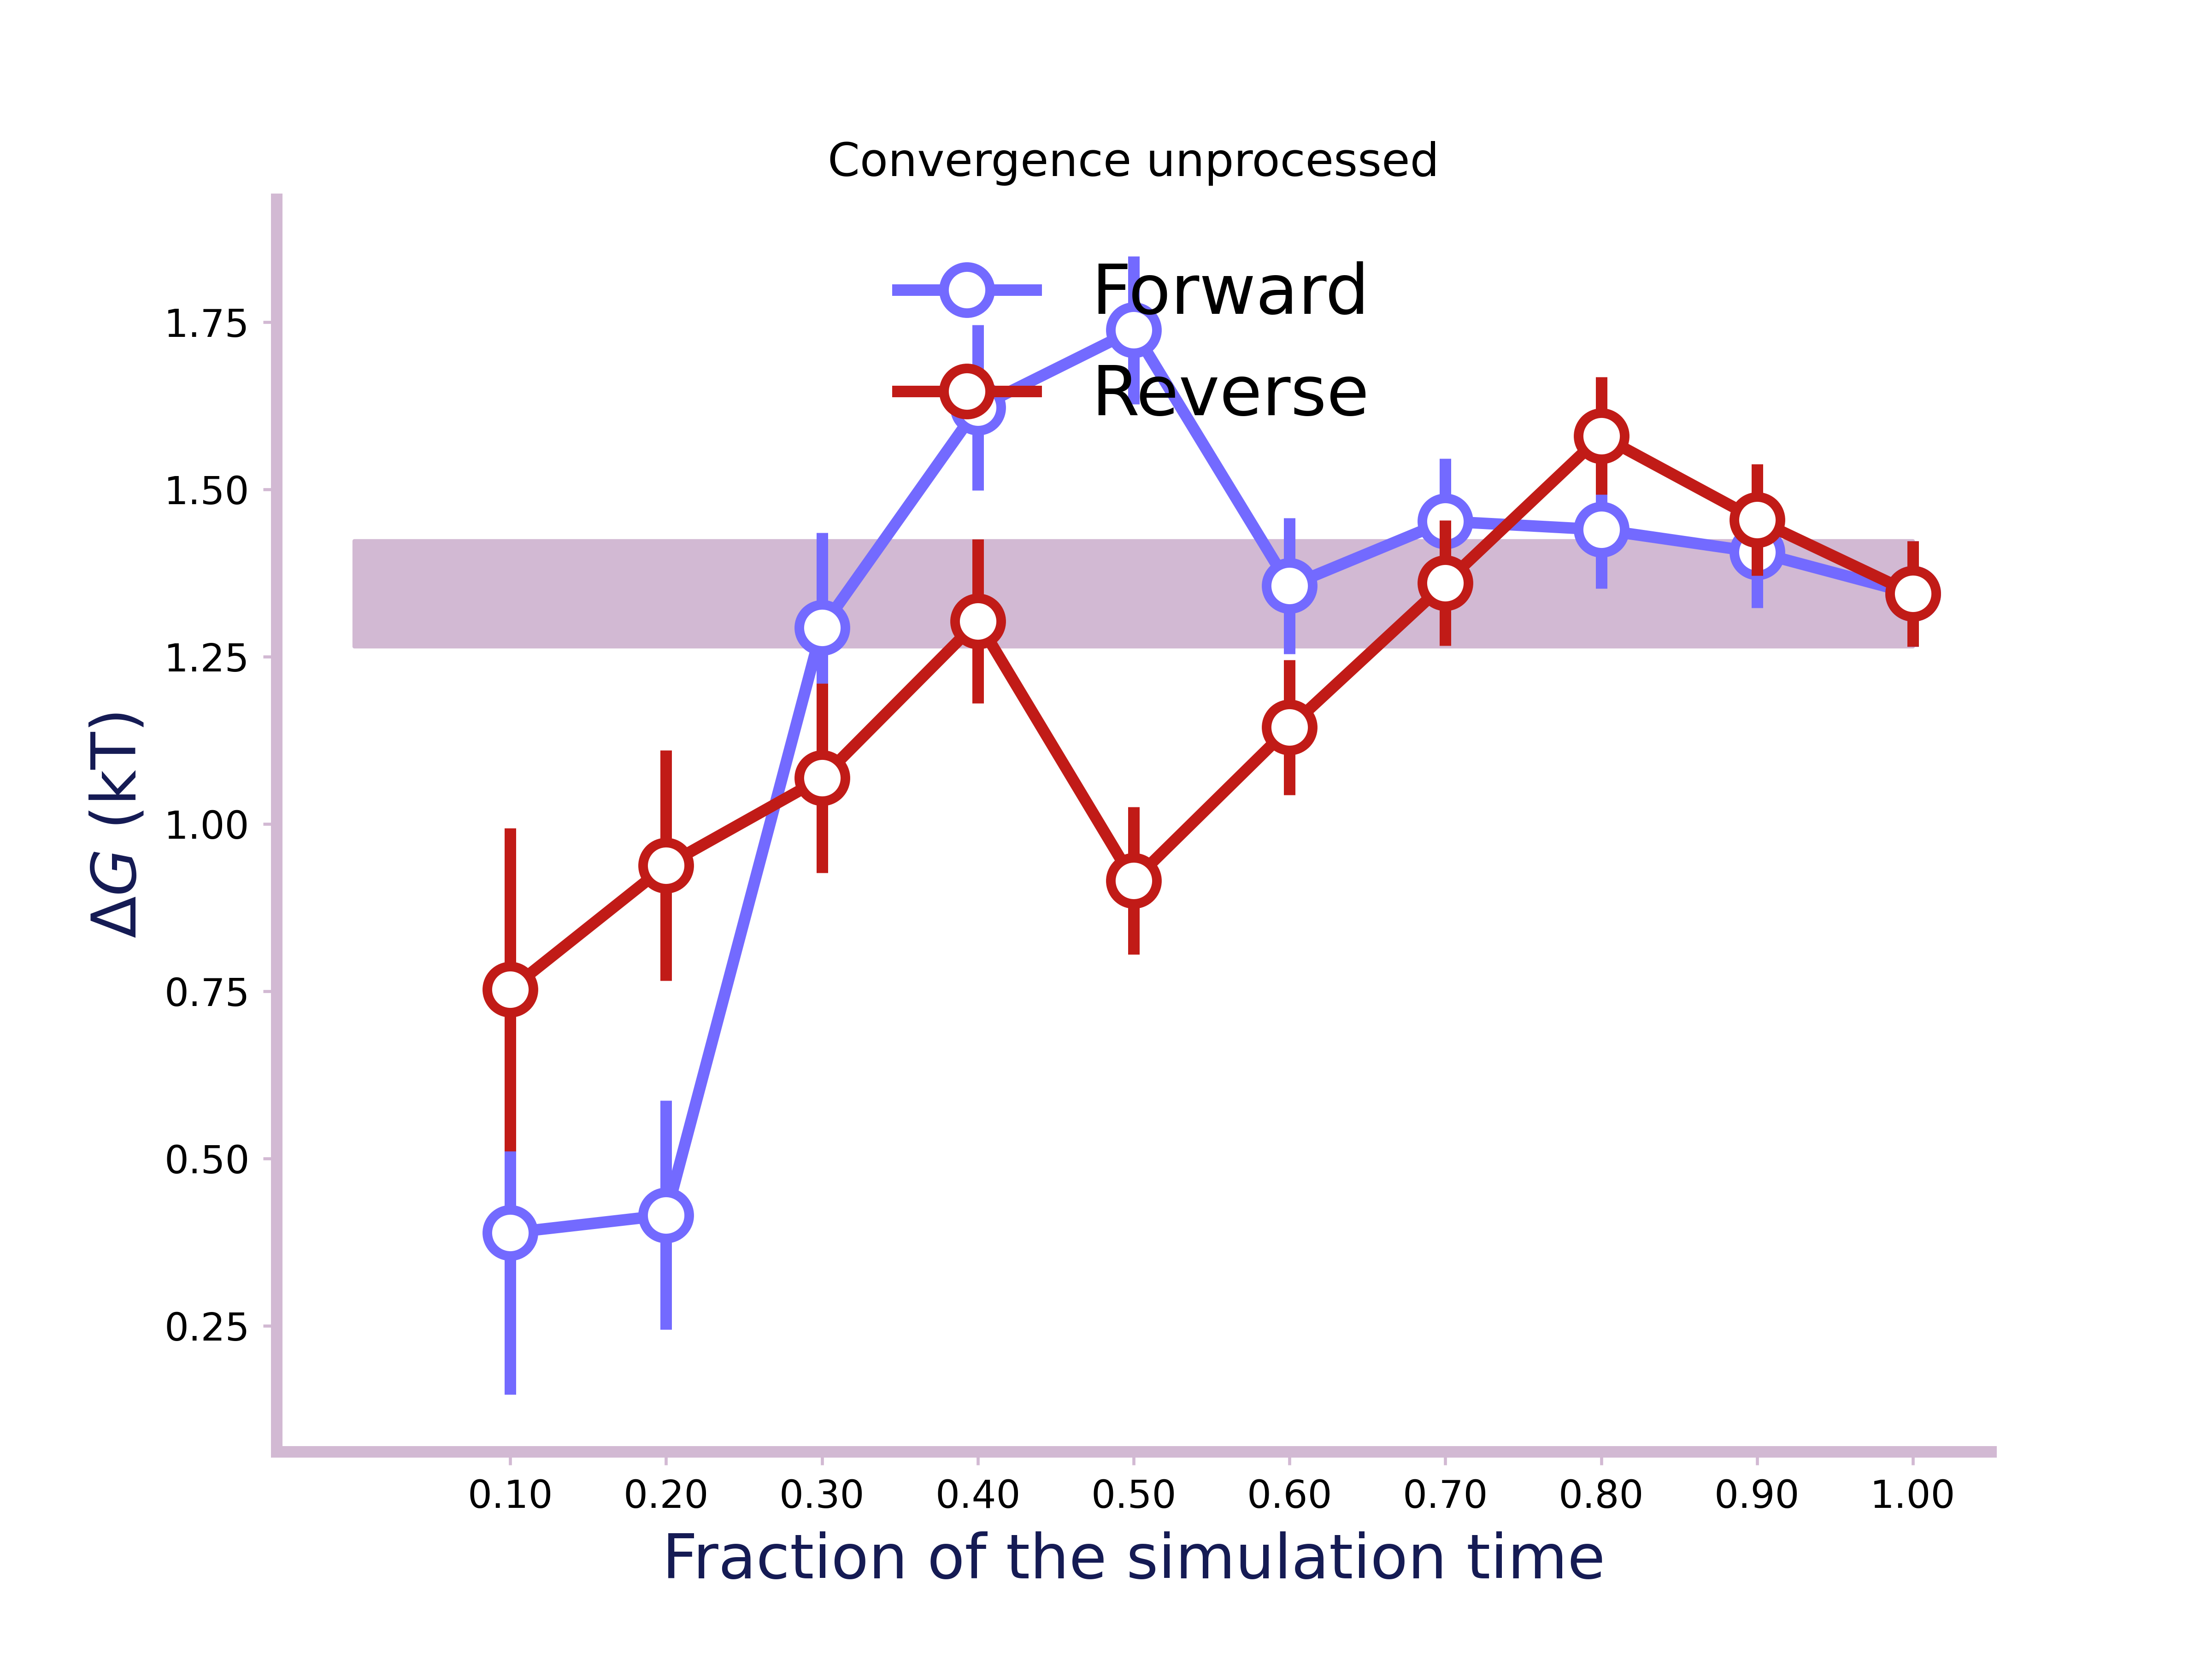 Convergence unprocessed
Forward
Reverse
1.75
1.50
1.25
1.00
0.75
0.50
0.25
ΔG (kT)
0.10 0.20 0.30 0.40 0.50 0.60 0.70 0.80 0.90 1.00
Fraction of the simulation time